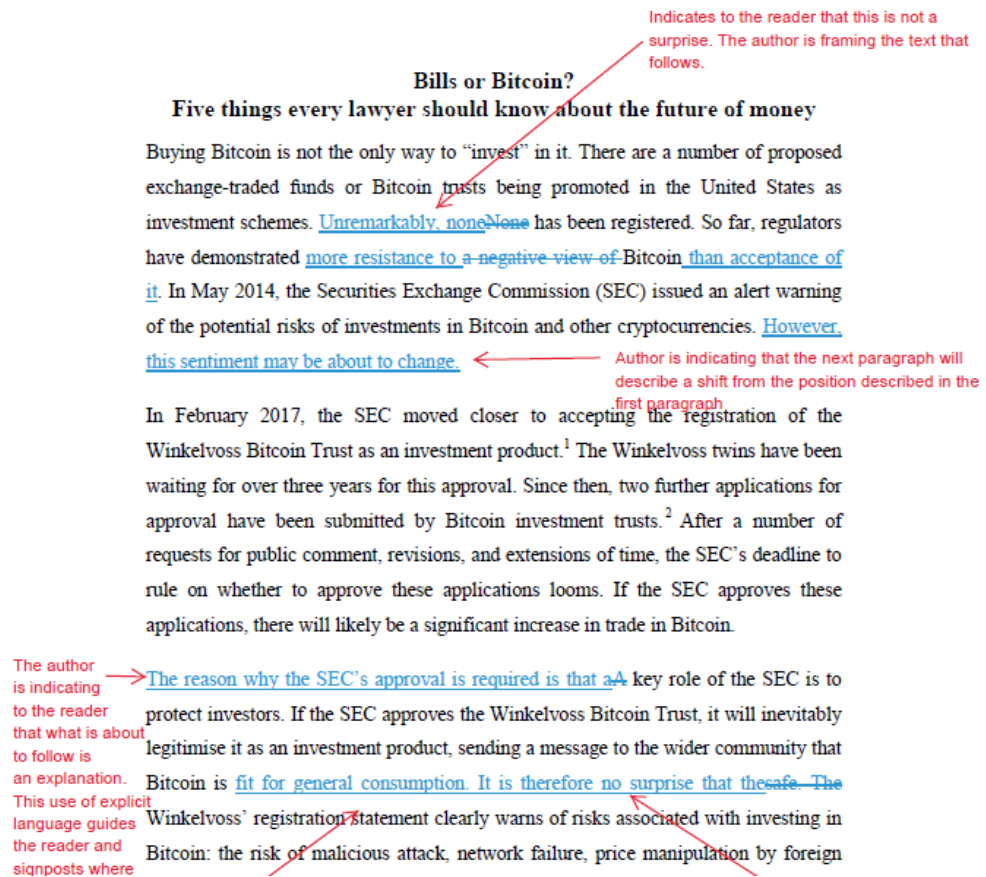 Indicates to the reader that this is not a
surprise. The author is framing the text that
follows.
Bills or Bitcoin?
Five things every lawyer should know about the future of money
Buying Bitcoin is not the only way to “invest” in it. There are a number of proposed
exchange-traded funds or Bitcoin trusts being promoted in the United States as
investment schemes. Unremarkably, noneNone has been registered. So far, regulators
have demonstrated more resistance to a negative view of Bitcoin than acceptance of
it. In May 2014, the Securities Exchange Commission (SEC) issued an alert warning
of the potential risks of investments in Bitcoin and other cryptocurrencies. However,
this sentiment may be about to change.
Author is indicating that the next paragraph will
describe a shift from the position described in the
first paragraph
In February 2017, the SEC moved closer to accepting the registration of the
Winkelvoss Bitcoin Trust as an investment product.1 The Winkelvoss twins have been
waiting for over three years for this approval. Since then, two further applications for
approval have been submitted by Bitcoin investment trusts.2 After a number of
requests for public comment, revisions, and extensions of time, the SEC’s deadline to
rule on whether to approve these applications looms. If the SEC approves these
applications, there will likely be a significant increase in trade in Bitcoin.
The author
is indicating
to the reader
that what is about
to follow is
an explanation.
This use of explicit
language guides
the reader and
signposts where
The reason why the SEC’s approval is required is that aA key role of the SEC is to
protect investors. If the SEC approves the Winkelvoss Bitcoin Trust, it will inevitably
legitimise it as an investment product, sending a message to the wider community that
Bitcoin is fit for general consumption. It is therefore no surprise that thesafe. The
Winkelvoss’ registration statement clearly warns of risks associated with investing in
Bitcoin: the risk of malicious attack, network failure, price manipulation by foreign